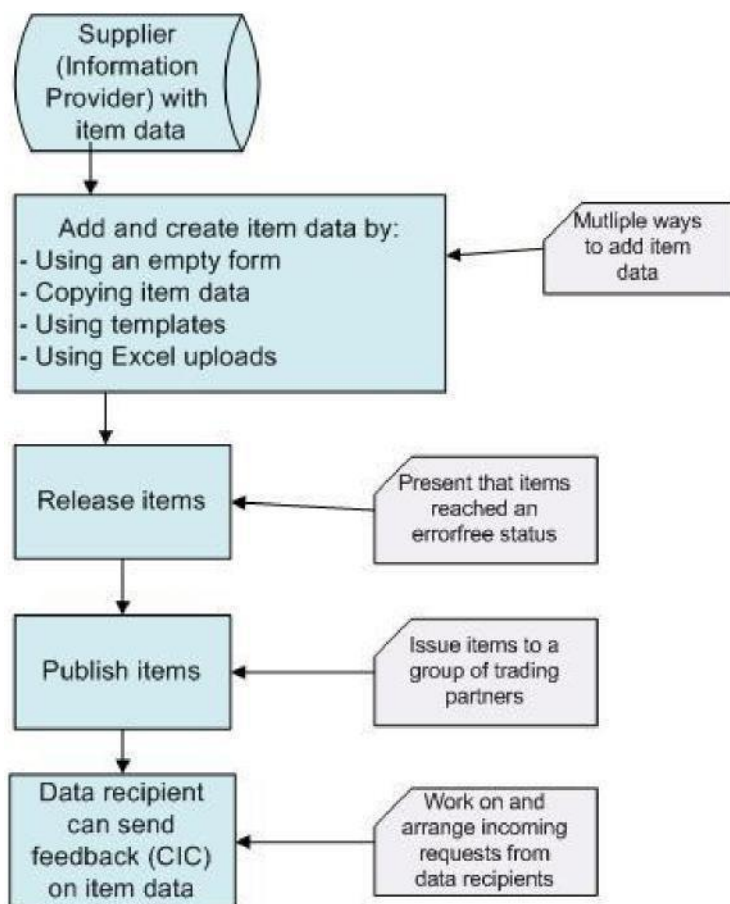 Supplier
(Information
Provider) with
item data
Add and create item data by:
- Using an empty form
- Copying item data
- Using templates
- Using Excel uploads
Mutliple ways
to add item
data
Release items
Present that items
reached an
errorfree status
Publish items
Issue items to a
group of trading
partners
Data recipient
can send
feedback (CIC)
on item data
Work on and
arrange incoming
requests from
data recipients